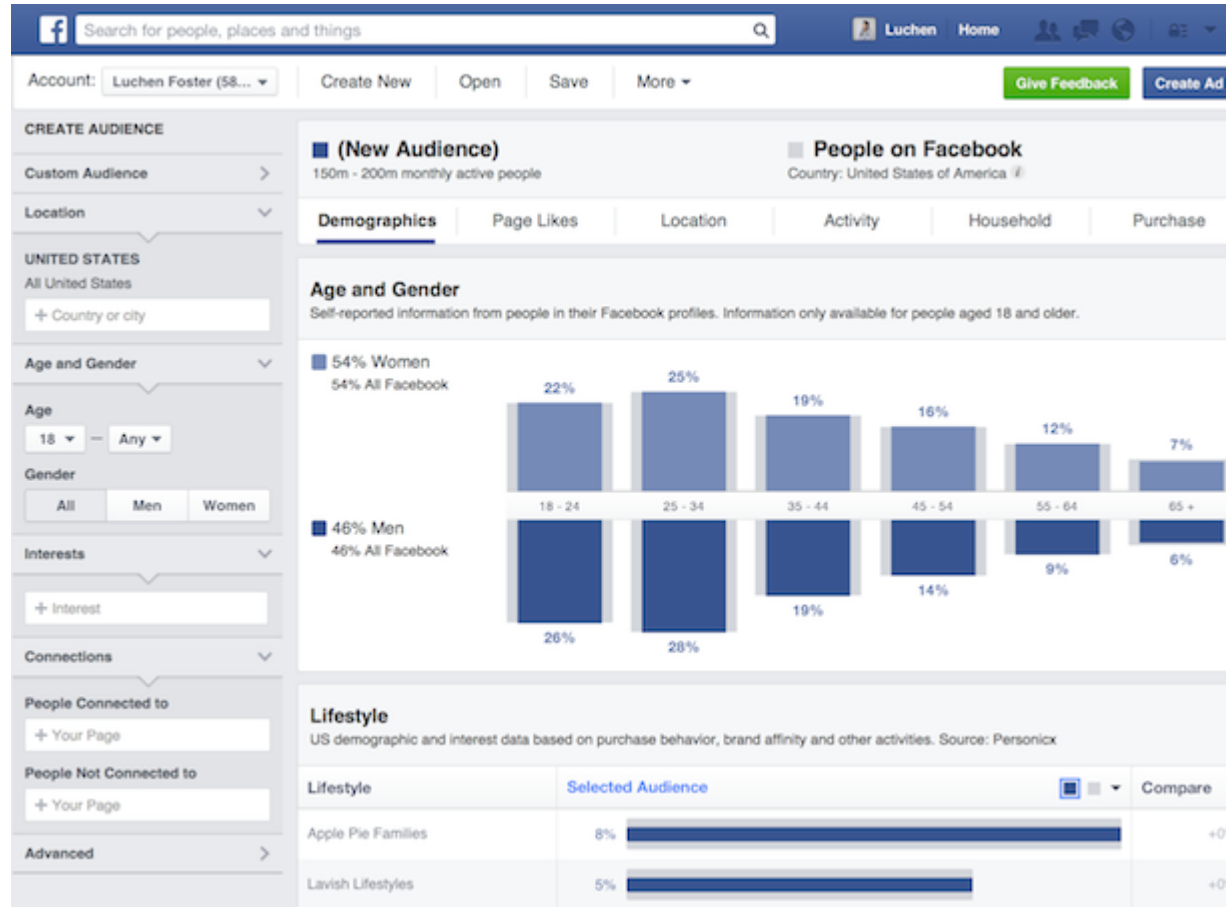 f
Search for people, places and things
Luchen Home
Account: Luchen Foster (58...
Create New Open Save More
Give Feedback Create Ad
CREATE AUDIENCE
Custom Audience
Location
UNITED STATES
All United States
+ Country or city
Age and Gender
Age
18 — Any
Gender
All Men Women
Interests
+ Interest
Connections
People Connected to
+ Your Page
People Not Connected to
+ Your Page
Advanced
(New Audience)
150m - 200m monthly active people
People on Facebook
Country: United States of America i
Demographics Page Likes Location Activity Household Purchase
Age and Gender
Self-reported information from people in their Facebook profiles. Information only available for people aged 18 and older.
54% Women
54% All Facebook
22% 25% 19% 16% 12% 7%
18 - 24 25 - 34 35 - 44 45 - 54 55 - 64 65 +
46% Men
46% All Facebook
26% 28% 19% 14% 9% 6%
Lifestyle
US demographic and interest data based on purchase behavior, brand affinity and other activities. Source: Personicx
Lifestyle Selected Audience Compare
Apple Pie Families 8% +0%
Lavish Lifestyles 5% +0%